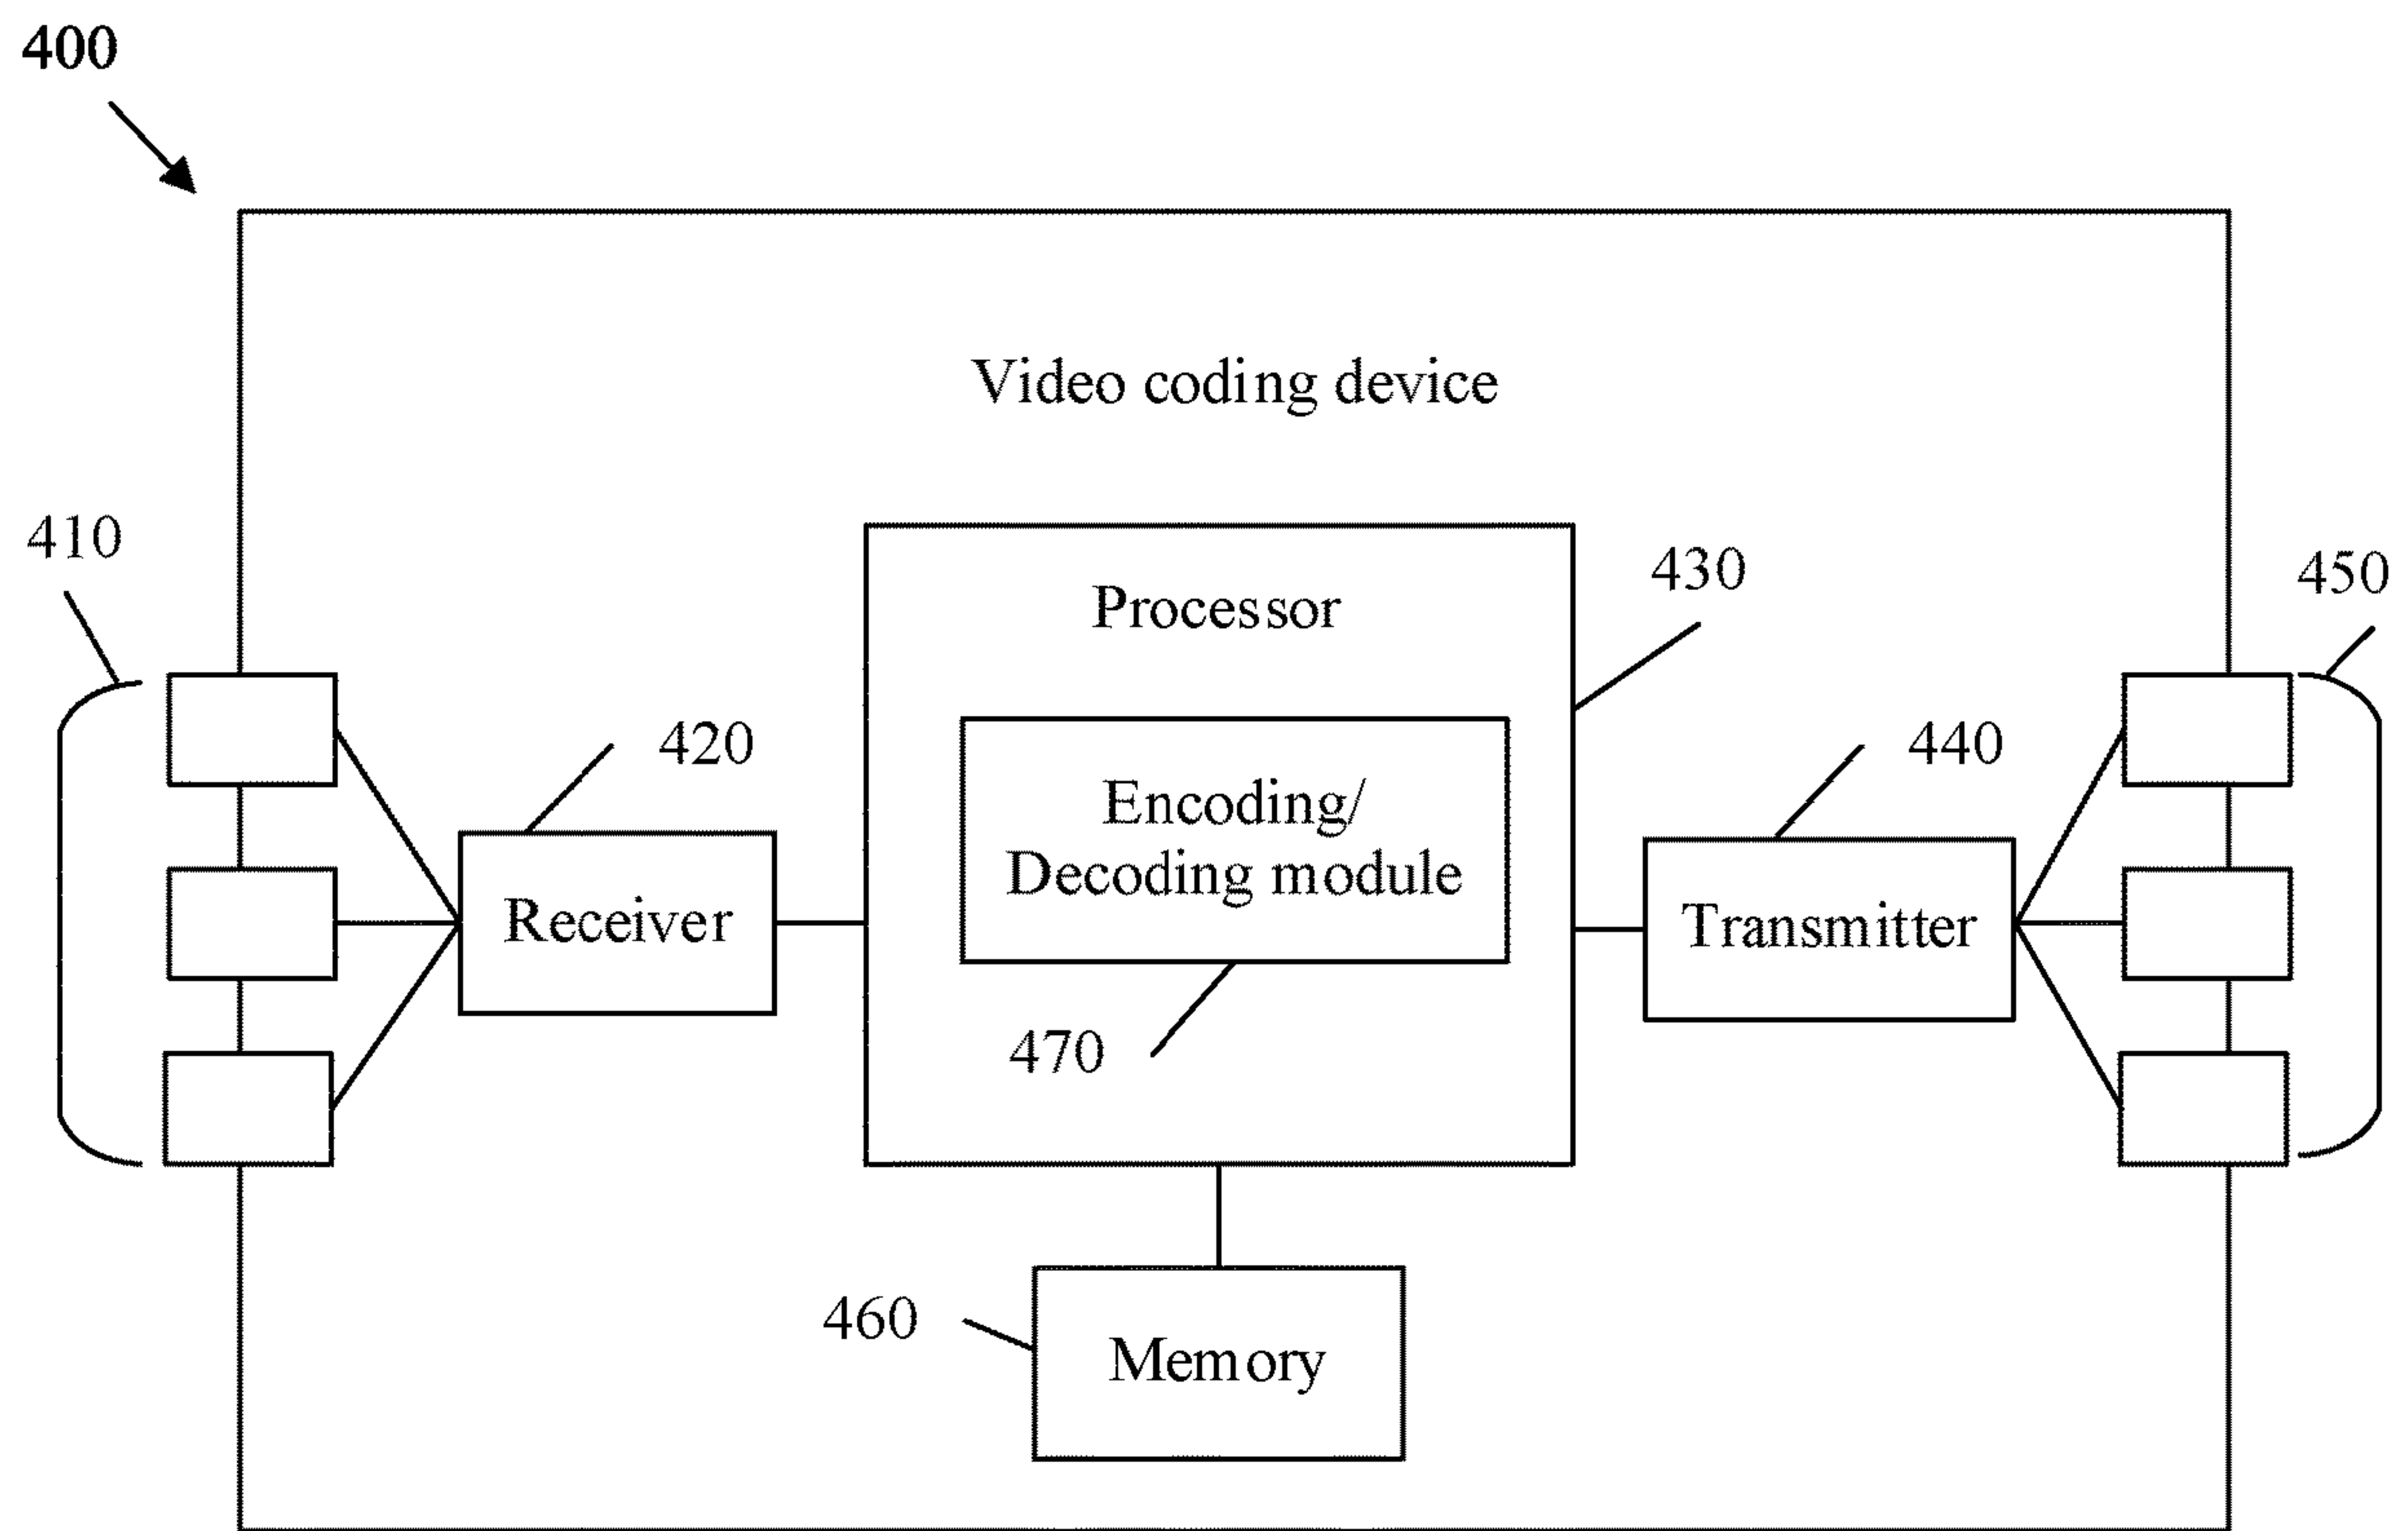 400
Video coding device
410
430
450
Processor
420
440
Encoding/
Decoding module
Receiver
Transmitter
470
460
Memory